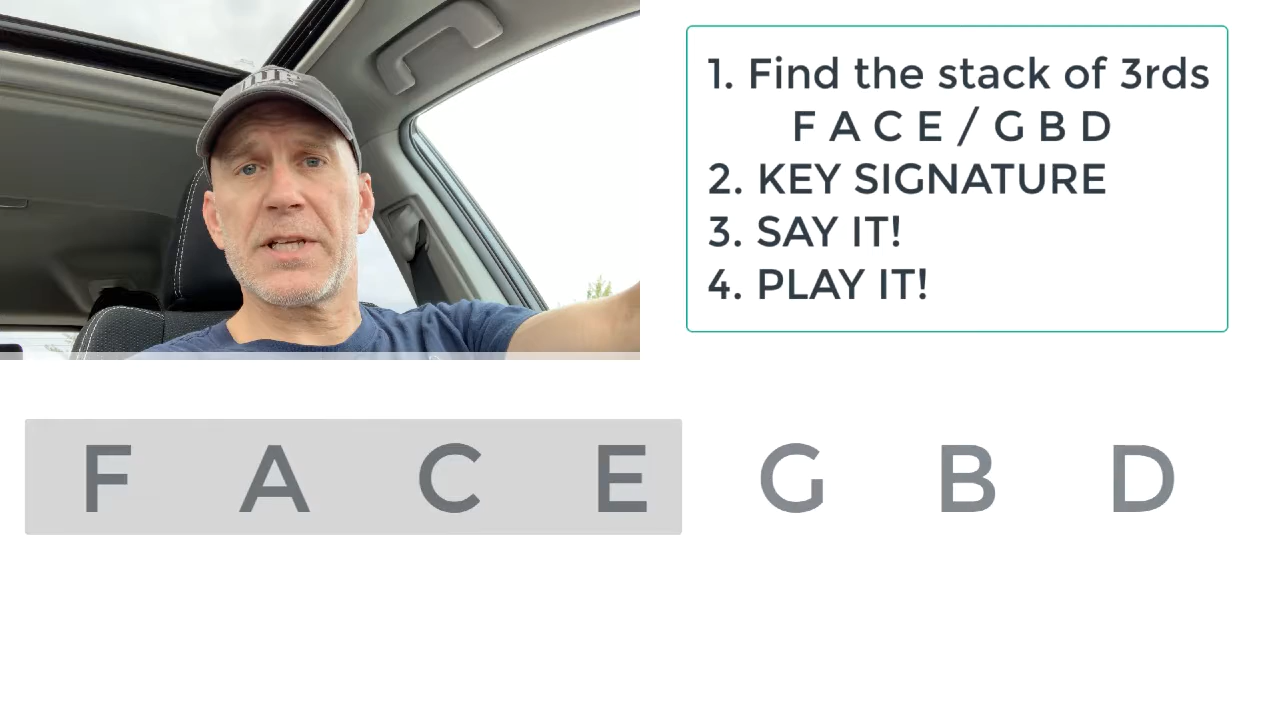 1. Find the stack of 3rds
F A C E / G B D
2. KEY SIGNATURE
3. SAY IT!
4. PLAY IT!
F A C E G B D